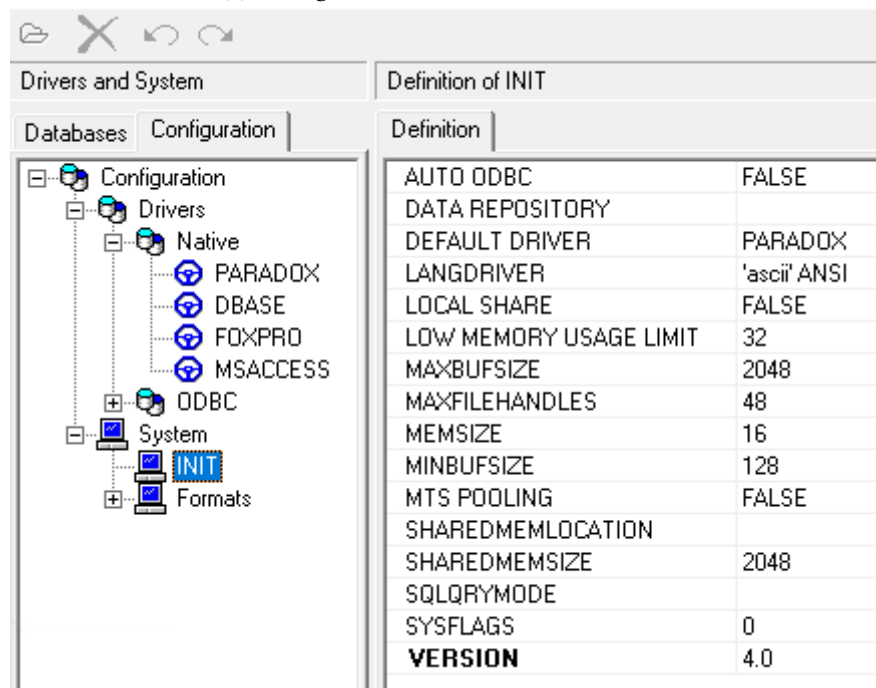 Drivers and System
Definition of INIT
Databases
Configuration
Definition
Configuration
Drivers
Native
PARADOX
DBASE
FOXPRO
MSACCESS
ODBC
System
INIT
Formats
AUTO ODBC FALSE
DATA REPOSITORY
DEFAULT DRIVER PARADOX
LANGDRIVER 'ascii' ANSI
LOCAL SHARE FALSE
LOW MEMORY USAGE LIMIT 32
MAXBUFSIZE 2048
MAXFILEHANDLES 48
MEMSIZE 16
MINBUFSIZE 128
MTS POOLING FALSE
SHAREDMEMLOCATION
SHAREDMEMSIZE 2048
SQLQRYMODE
SYSFLAGS 0
VERSION 4.0